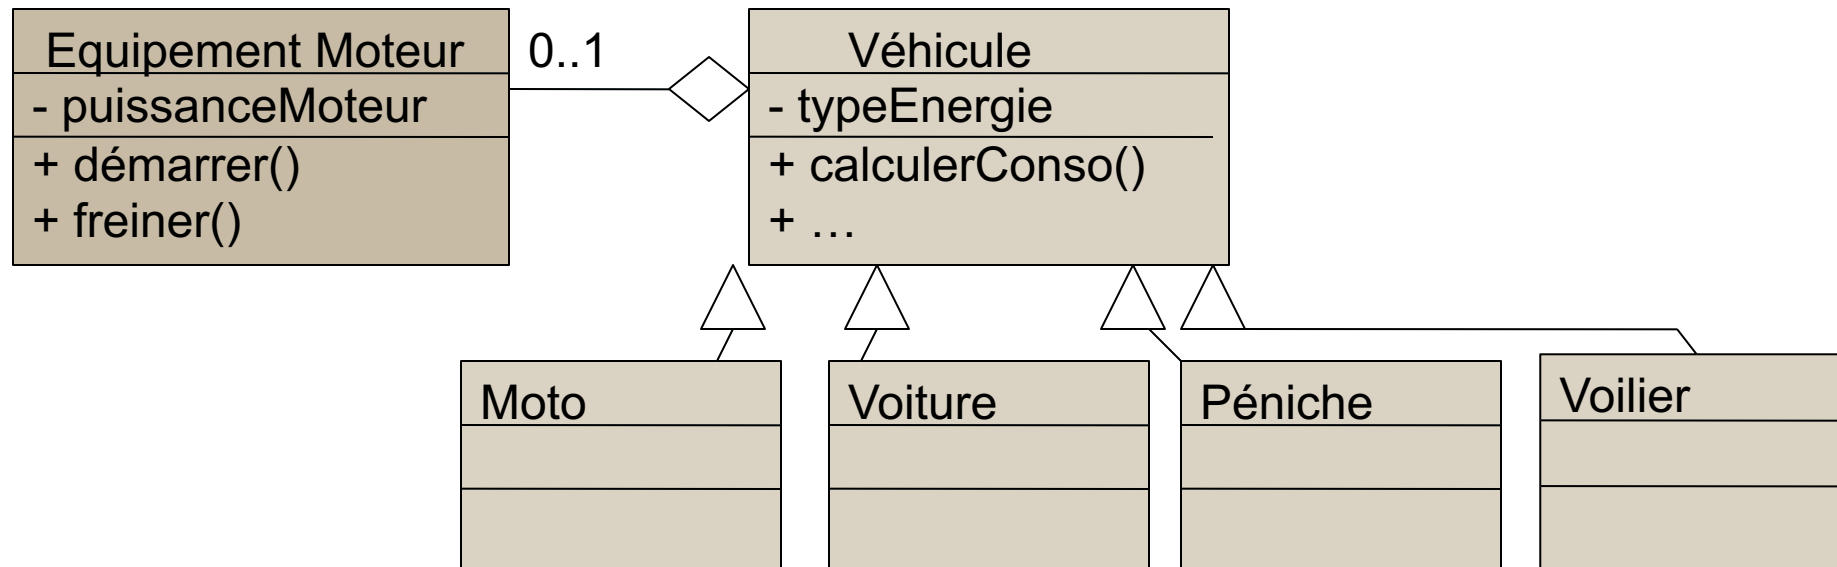 Equipement Moteur
- puissanceMoteur
+ démarrer()
+ freiner()
0..1
Véhicule
- typeEnergie
+ calculerConso()
+ …
Moto
Voiture
Péniche
Voilier